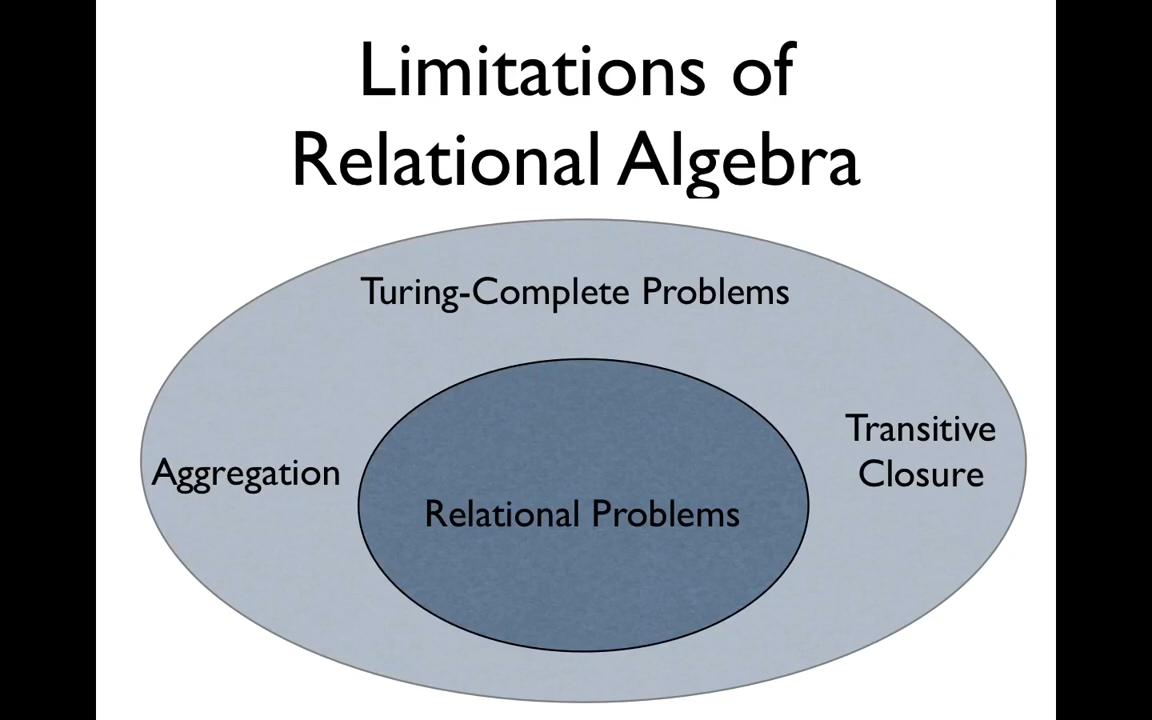 Limitations of
Relational Algebra
Turing-Complete Problems
Transitive
Closure
Aggregation
Relational Problems